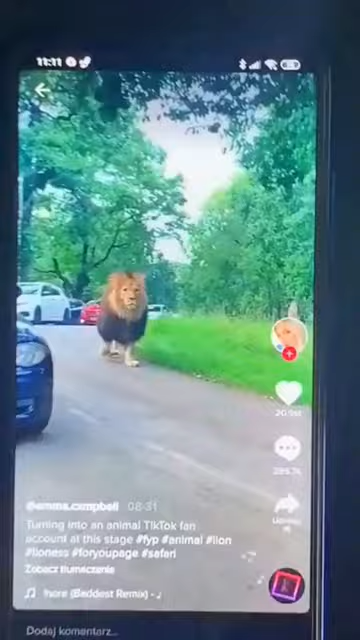 11:11
@emma.campbell · 08-31
Turning into an animal TikTok fan
account at this stage #fyp #animal #lion
#lioness #foryoupage #safari
Zobacz tłumaczenie
more (Baddest Remix) -
Dodaj komentarz...